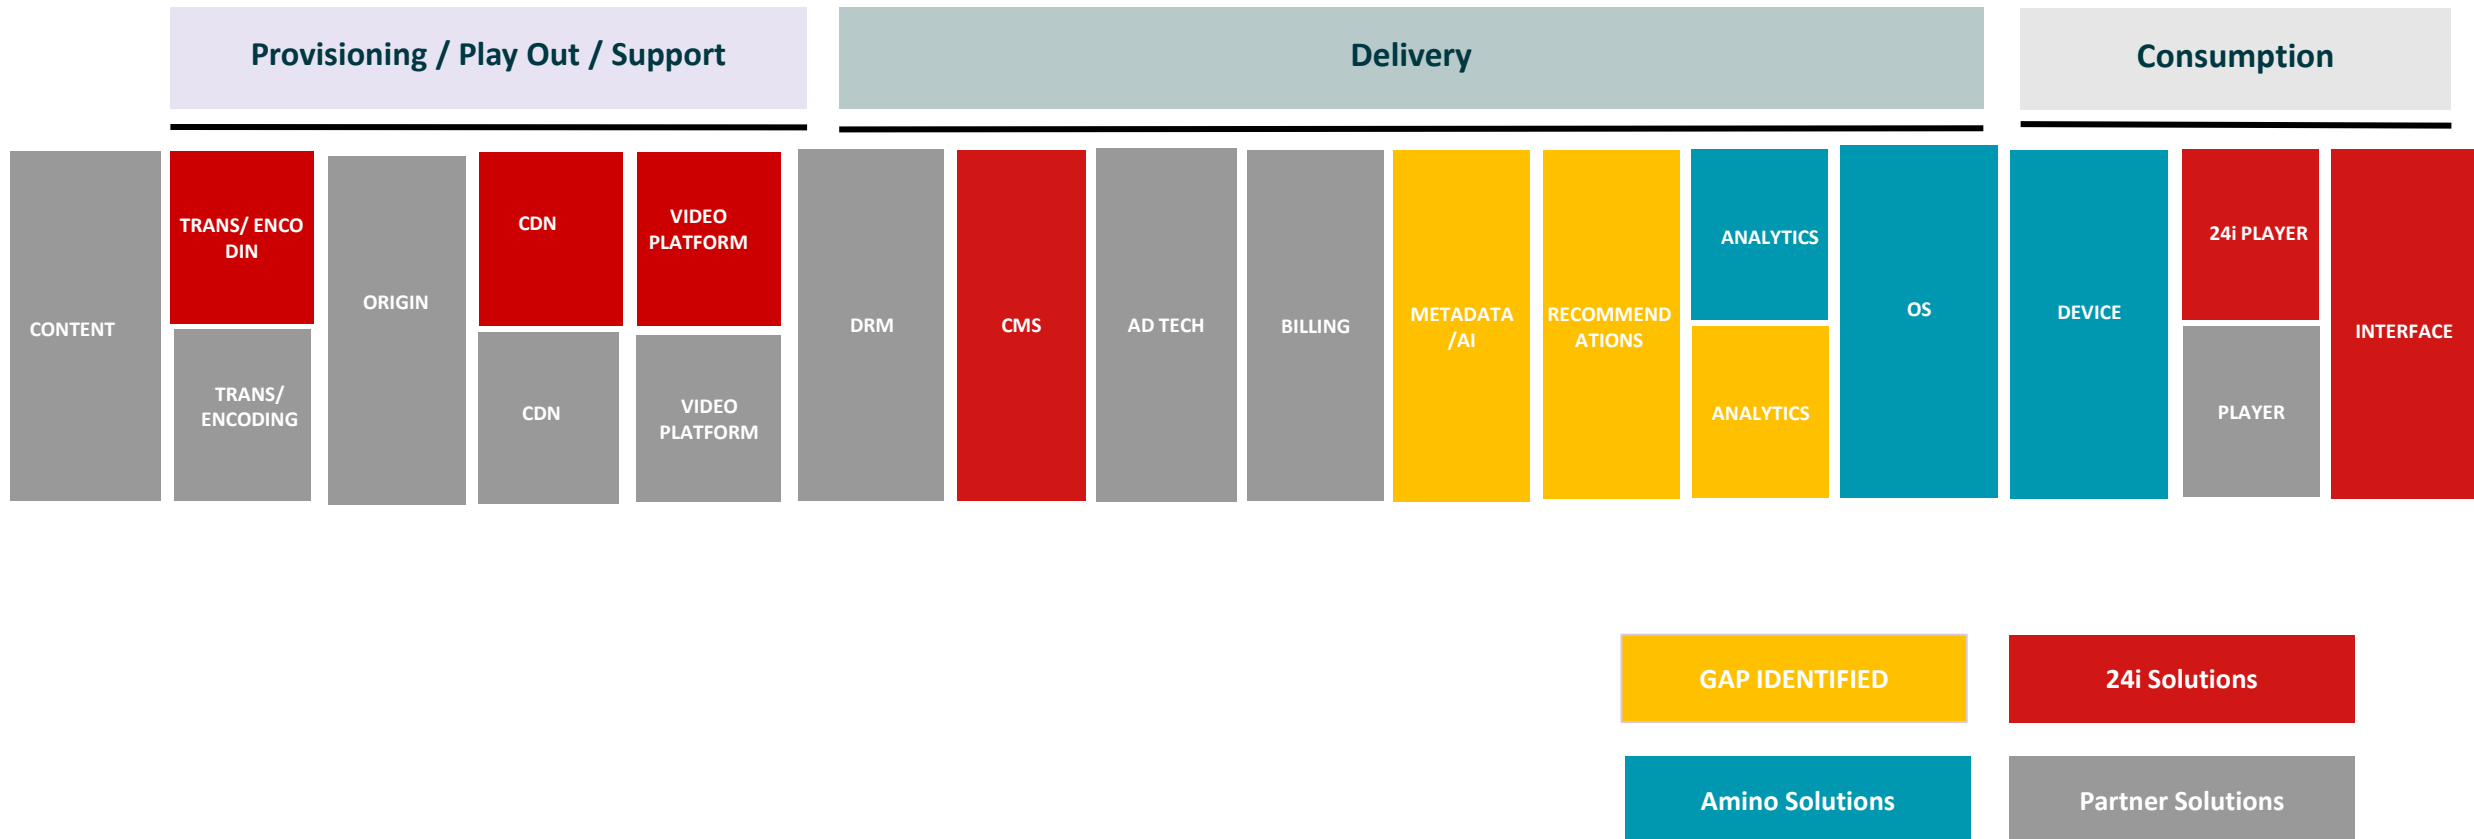 Provisioning / Play Out / Support
Delivery
Consumption
CONTENT
TRANS/ ENCO
DIN
TRANS/
ENCODING
ORIGIN
CDN
CDN
VIDEO
PLATFORM
VIDEO
PLATFORM
DRM
CMS
AD TECH
BILLING
METADATA
/AI
RECOMMEND
ATIONS
ANALYTICS
ANALYTICS
OS
DEVICE
24i PLAYER
PLAYER
INTERFACE
GAP IDENTIFIED
24i Solutions
Amino Solutions
Partner Solutions